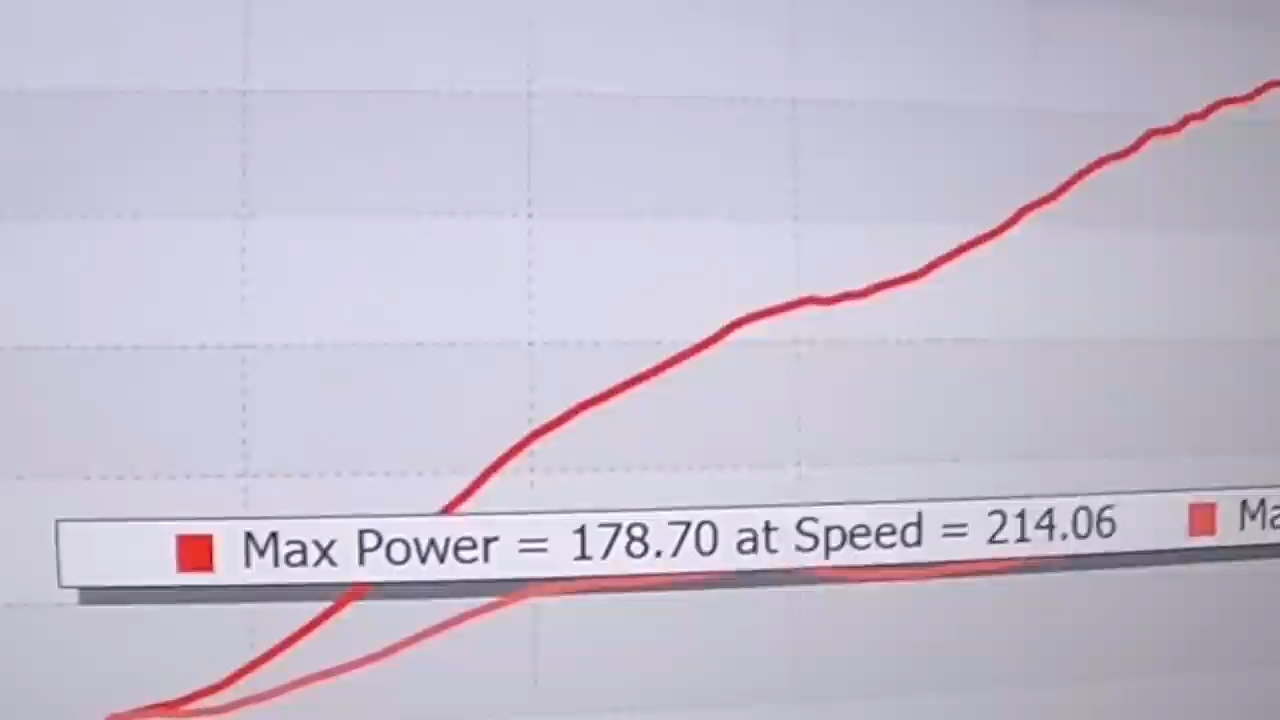 Max Power = 178.70 at Speed = 214.06